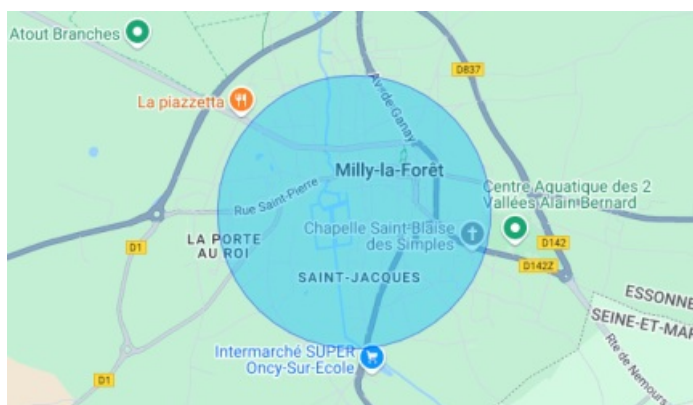 Atout Branches
D837
La piazzetta
Av. de Ganay
Milly-la-Forêt
Rue Saint-Pierre
Centre Aquatique des 2
Vallées Alain Bernard
Chapelle Saint-Blaise
des Simples
LA PORTE
AU ROI
D1
D142
D142Z
SAINT-JACQUES
ESSONNE
SEINE-ET-MAR
Rte de Nemours
Intermarché SUPER
Oncy-Sur-Ecole
D1